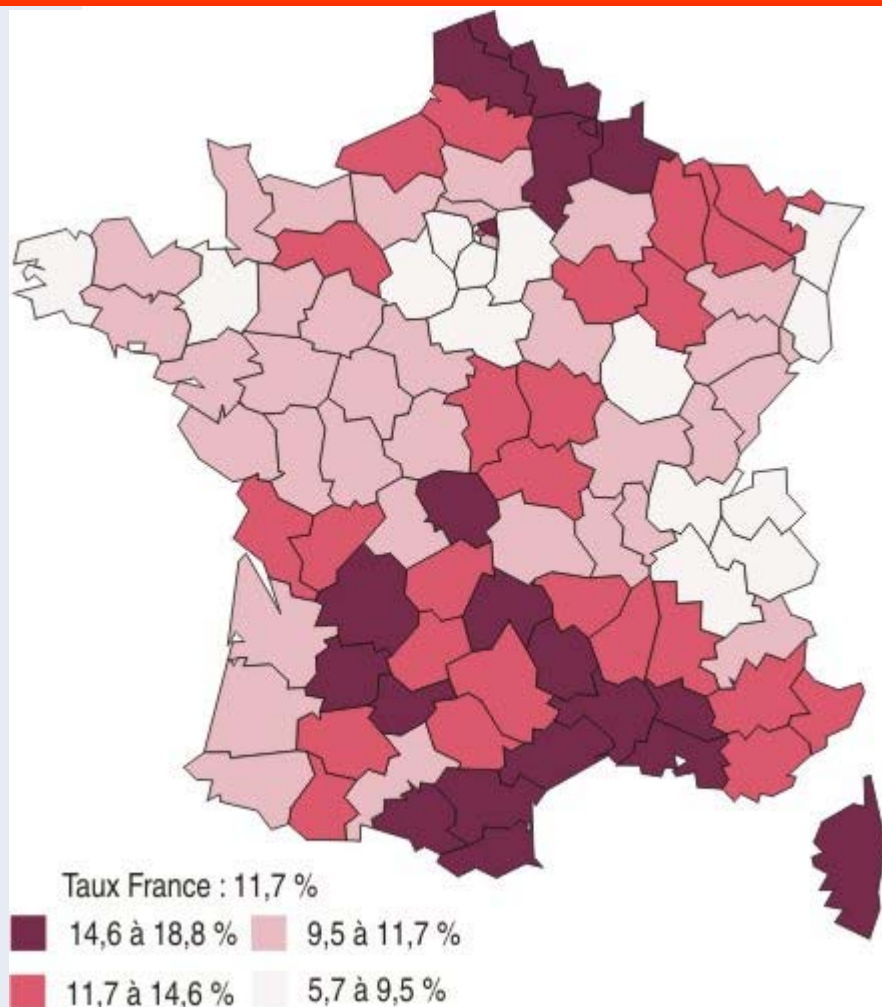 Taux France : 11,7 %
14,6 à 18,8 %
9,5 à 11,7 %
11,7 à 14,6 %
5,7 à 9,5 %